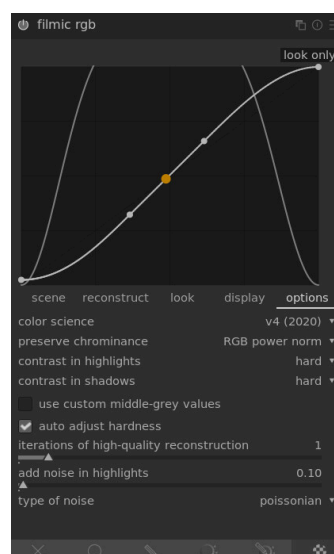 filmic rgb
look only
scene reconstruct look display options
color science v4 (2020)
preserve chrominance RGB power norm
contrast in highlights hard
contrast in shadows hard
use custom middle-grey values
auto adjust hardness
iterations of high-quality reconstruction 1
add noise in highlights 0.10
type of noise poissonian